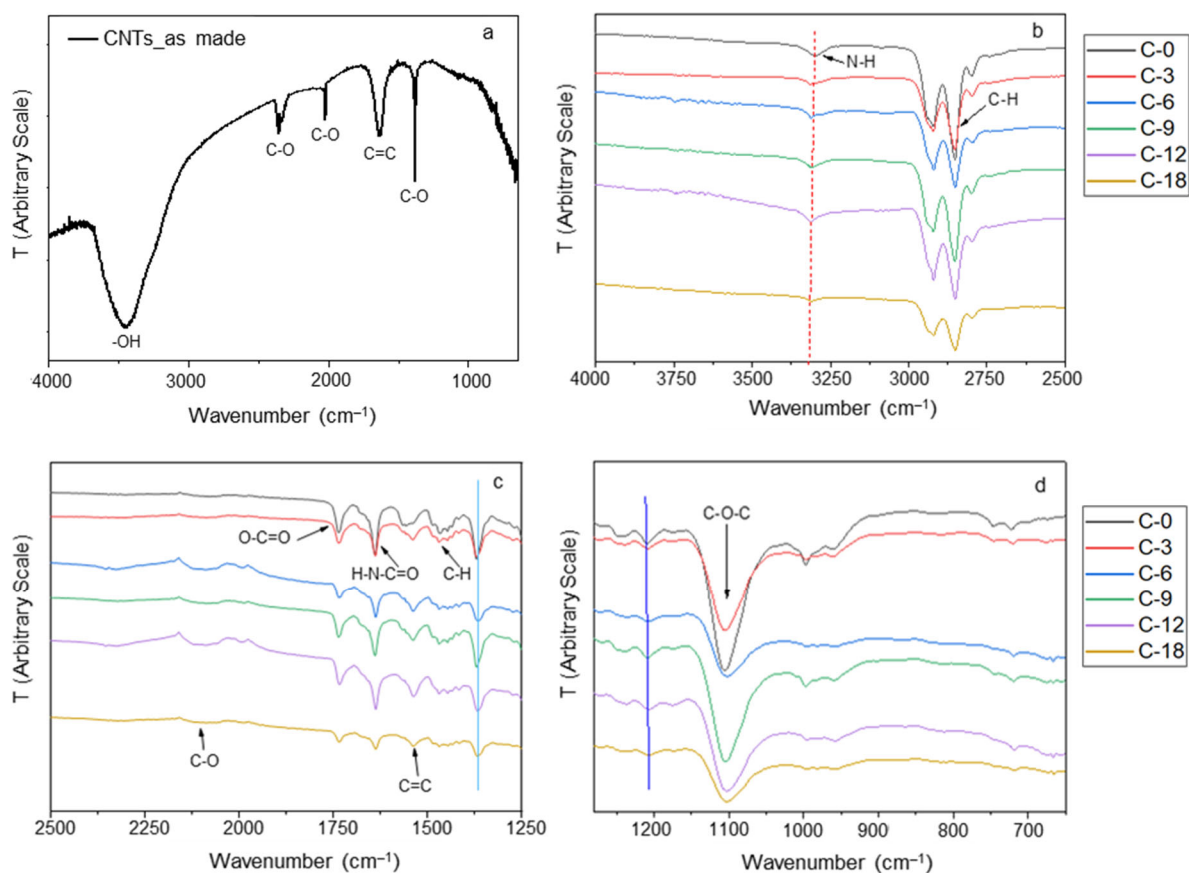 CNTs_as made
a
C-O
C-O
C=C
C-O
-OH
T (Arbitrary Scale)
4000
3000
2000
1000
Wavenumber (cm⁻¹)
b
N-H
C-H
T (Arbitrary Scale)
4000
3750
3500
3250
3000
2750
2500
Wavenumber (cm⁻¹)
C-0
C-3
C-6
C-9
C-12
C-18
c
O-C=O
H-N-C=O
C-H
C-O
C=C
T (Arbitrary Scale)
2500
2250
2000
1750
1500
1250
Wavenumber (cm⁻¹)
d
C-O-C
T (Arbitrary Scale)
1200
1100
1000
900
800
700
Wavenumber (cm⁻¹)
C-0
C-3
C-6
C-9
C-12
C-18